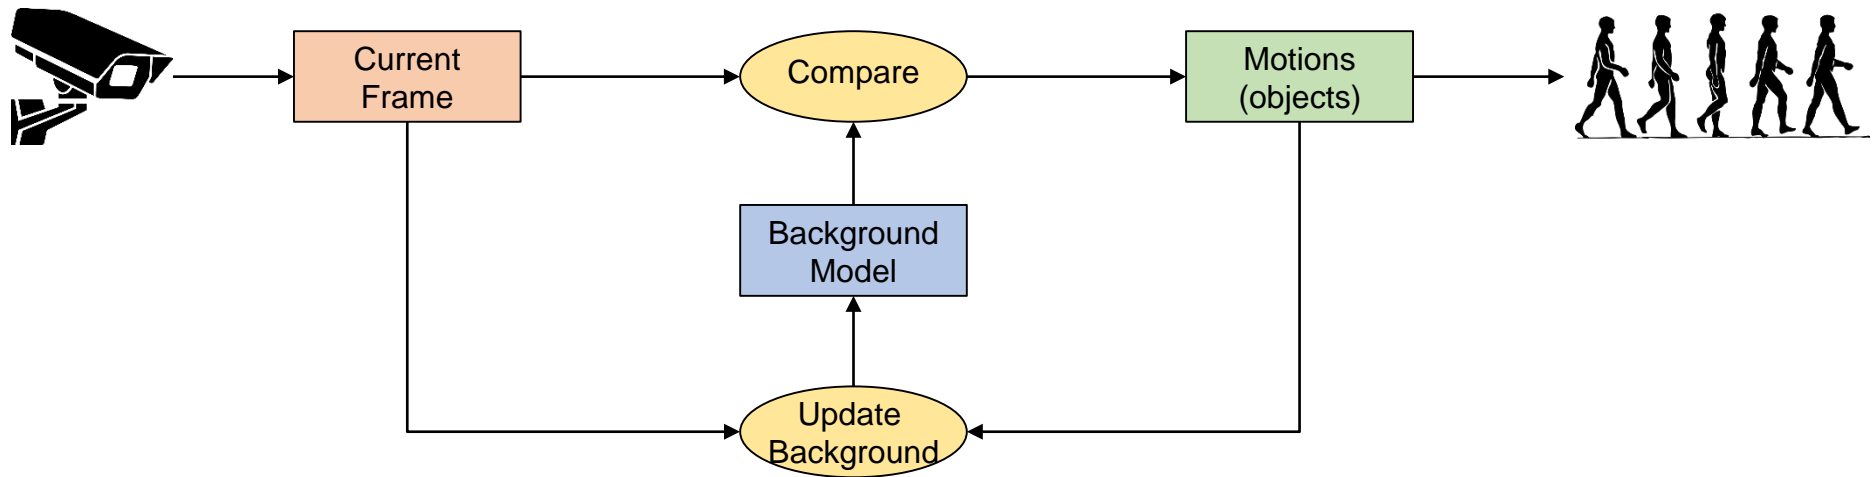 Current
Frame
Compare
Motions
(objects)
Background
Model
Update
Background